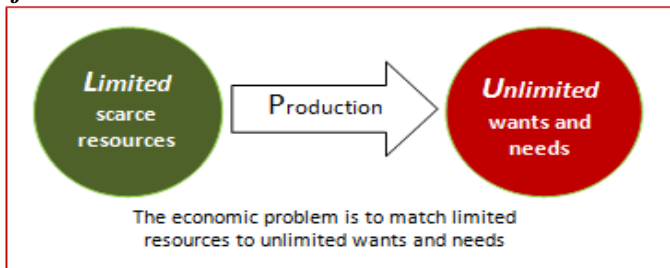 Limited
scarce
resources
Production
Unlimited
wants and
needs
The economic problem is to match limited
resources to unlimited wants and needs